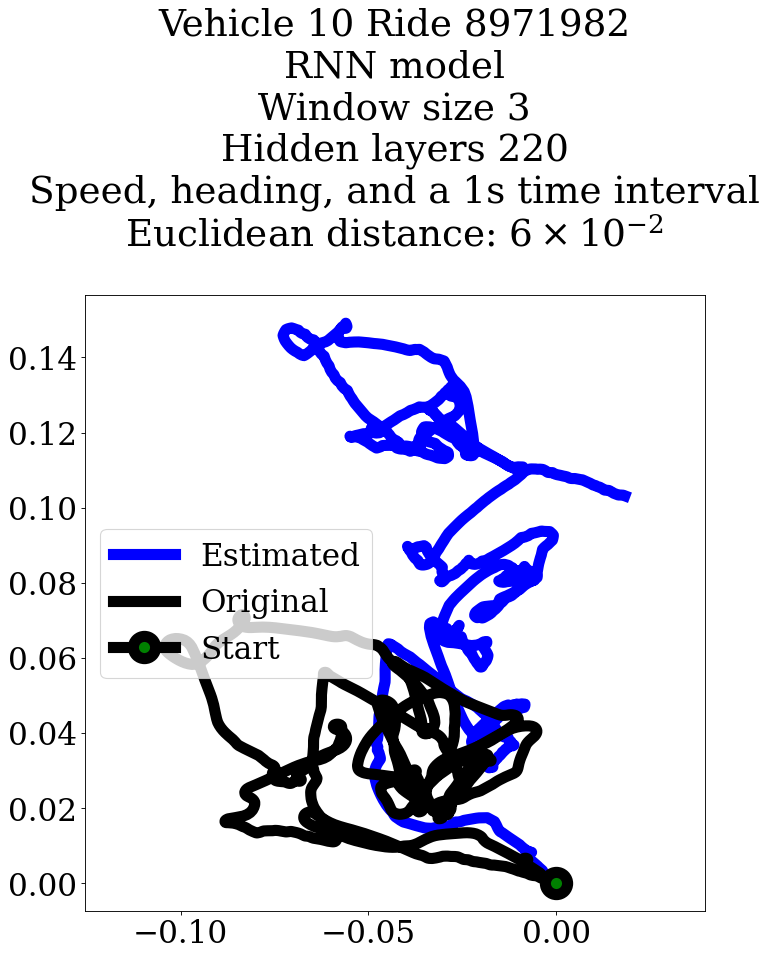 Vehicle 10 Ride 8971982
RNN model
Window size 3
Hidden layers 220
Speed, heading, and a 1s time interval
Euclidean distance: 6 × 10⁻²
0.14
0.12
0.10
0.08
0.06
0.04
0.02
0.00
Estimated
Original
Start
−0.10
−0.05
0.00